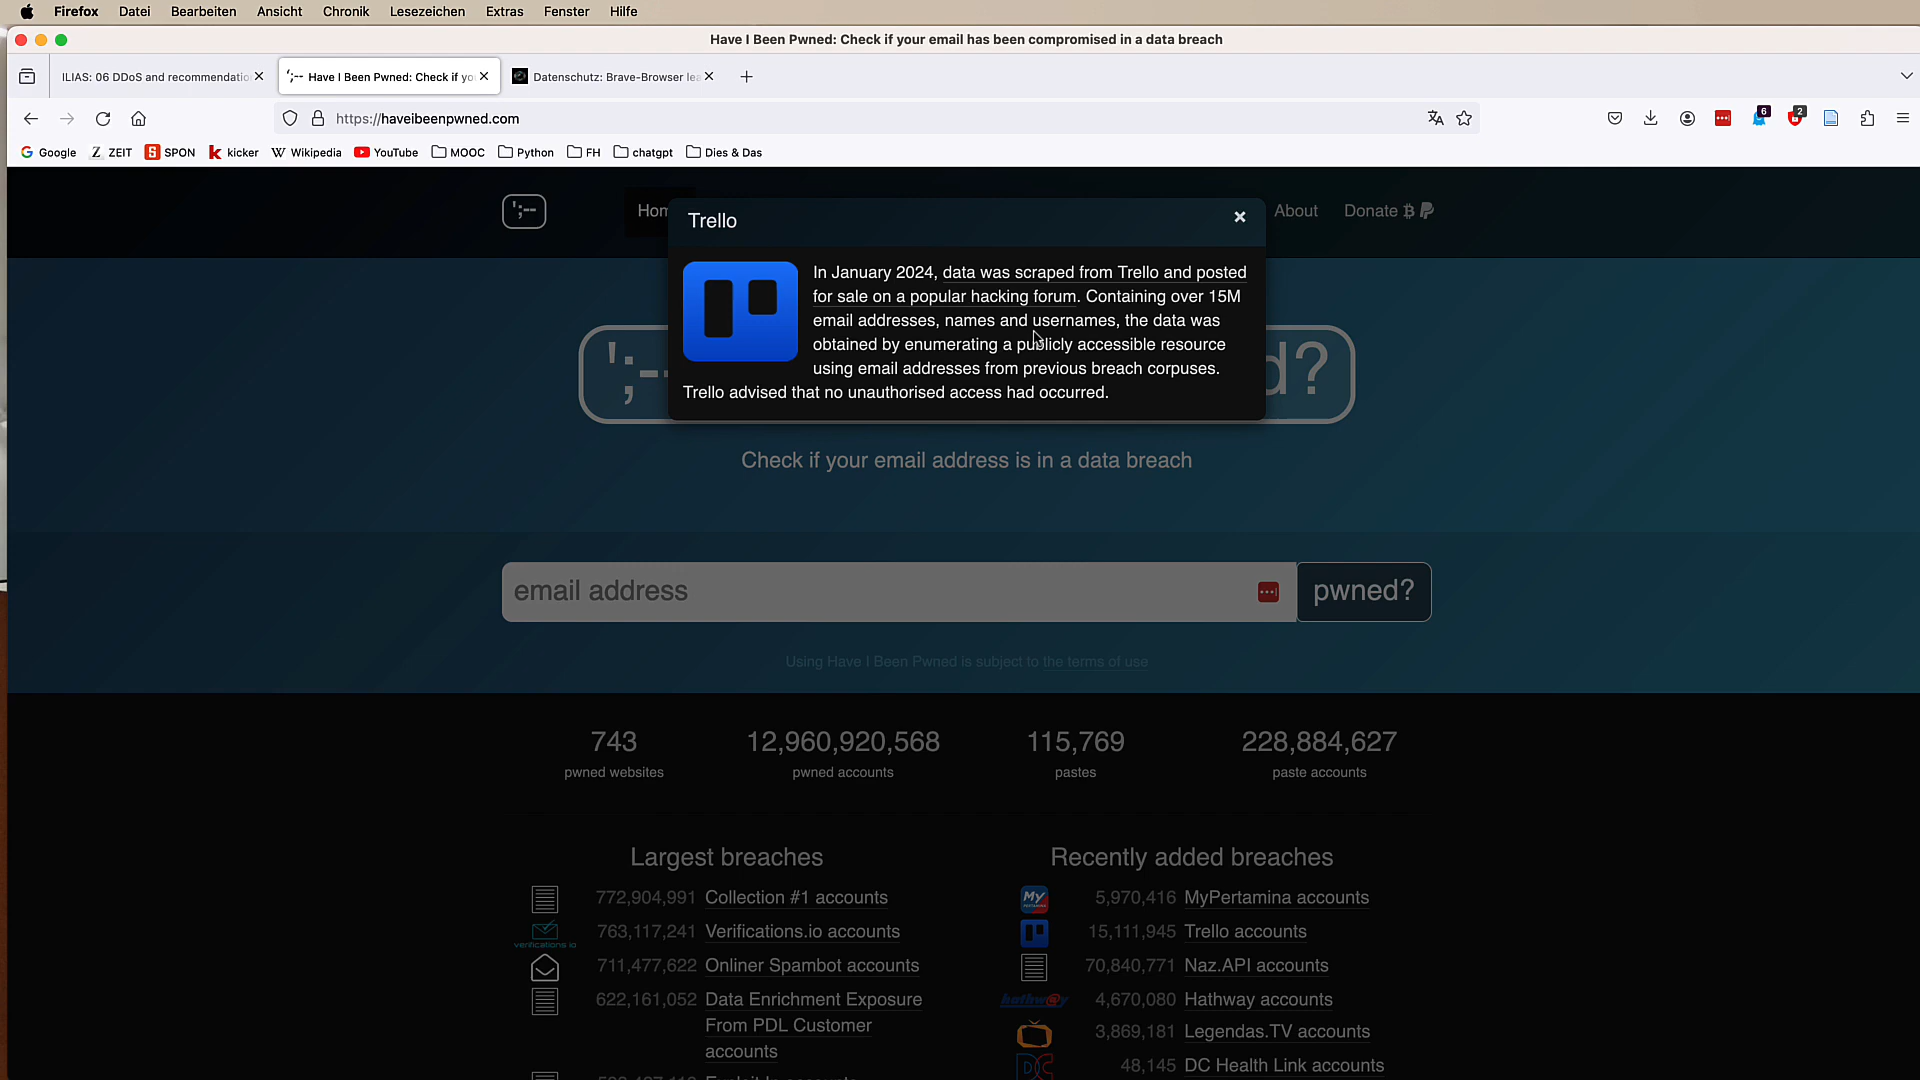 Firefox Datei Bearbeiten Ansicht Chronik Lesezeichen Extras Fenster Hilfe
Have I Been Pwned: Check if your email has been compromised in a data breach
ILIAS: 06 DDoS and recommendatio
';-- Have I Been Pwned: Check if yo
Datenschutz: Brave-Browser le
https://haveibeenpwned.com
6
2
Google ZEIT SPON kicker Wikipedia YouTube MOOC Python FH chatgpt Dies & Das
';--
Hom
About
Donate
Trello
In January 2024, data was scraped from Trello and posted
for sale on a popular hacking forum. Containing over 15M
email addresses, names and usernames, the data was
obtained by enumerating a publicly accessible resource
using email addresses from previous breach corpuses.
Trello advised that no unauthorised access had occurred.
';--
d?
Check if your email address is in a data breach
email address
pwned?
Using Have I Been Pwned is subject to the terms of use
743
pwned websites
12,960,920,568
pwned accounts
115,769
pastes
228,884,627
paste accounts
Largest breaches
772,904,991 Collection #1 accounts
verifications io
763,117,241 Verifications.io accounts
711,477,622 Onliner Spambot accounts
622,161,052 Data Enrichment Exposure
From PDL Customer
accounts
Recently added breaches
My
5,970,416 MyPertamina accounts
15,111,945 Trello accounts
70,840,771 Naz.API accounts
hathway
4,670,080 Hathway accounts
3,869,181 Legendas.TV accounts
DC
48,145 DC Health Link accounts